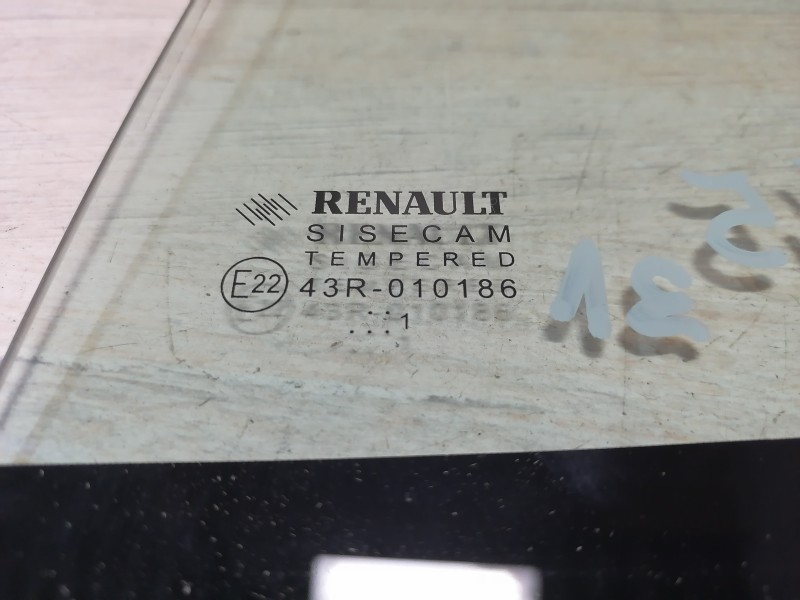 RENAULT
SISECAM
TEMPERED
E22 43R-010186
..:::1